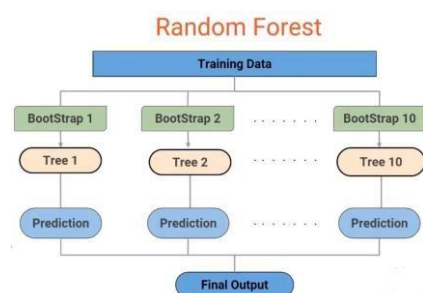 Random Forest
Training Data
BootStrap 1
BootStrap 2
. . . . . . .
BootStrap 10
Tree 1
Tree 2
. . . . . . .
Tree 10
Prediction
Prediction
. . . . . . .
Prediction
Final Output